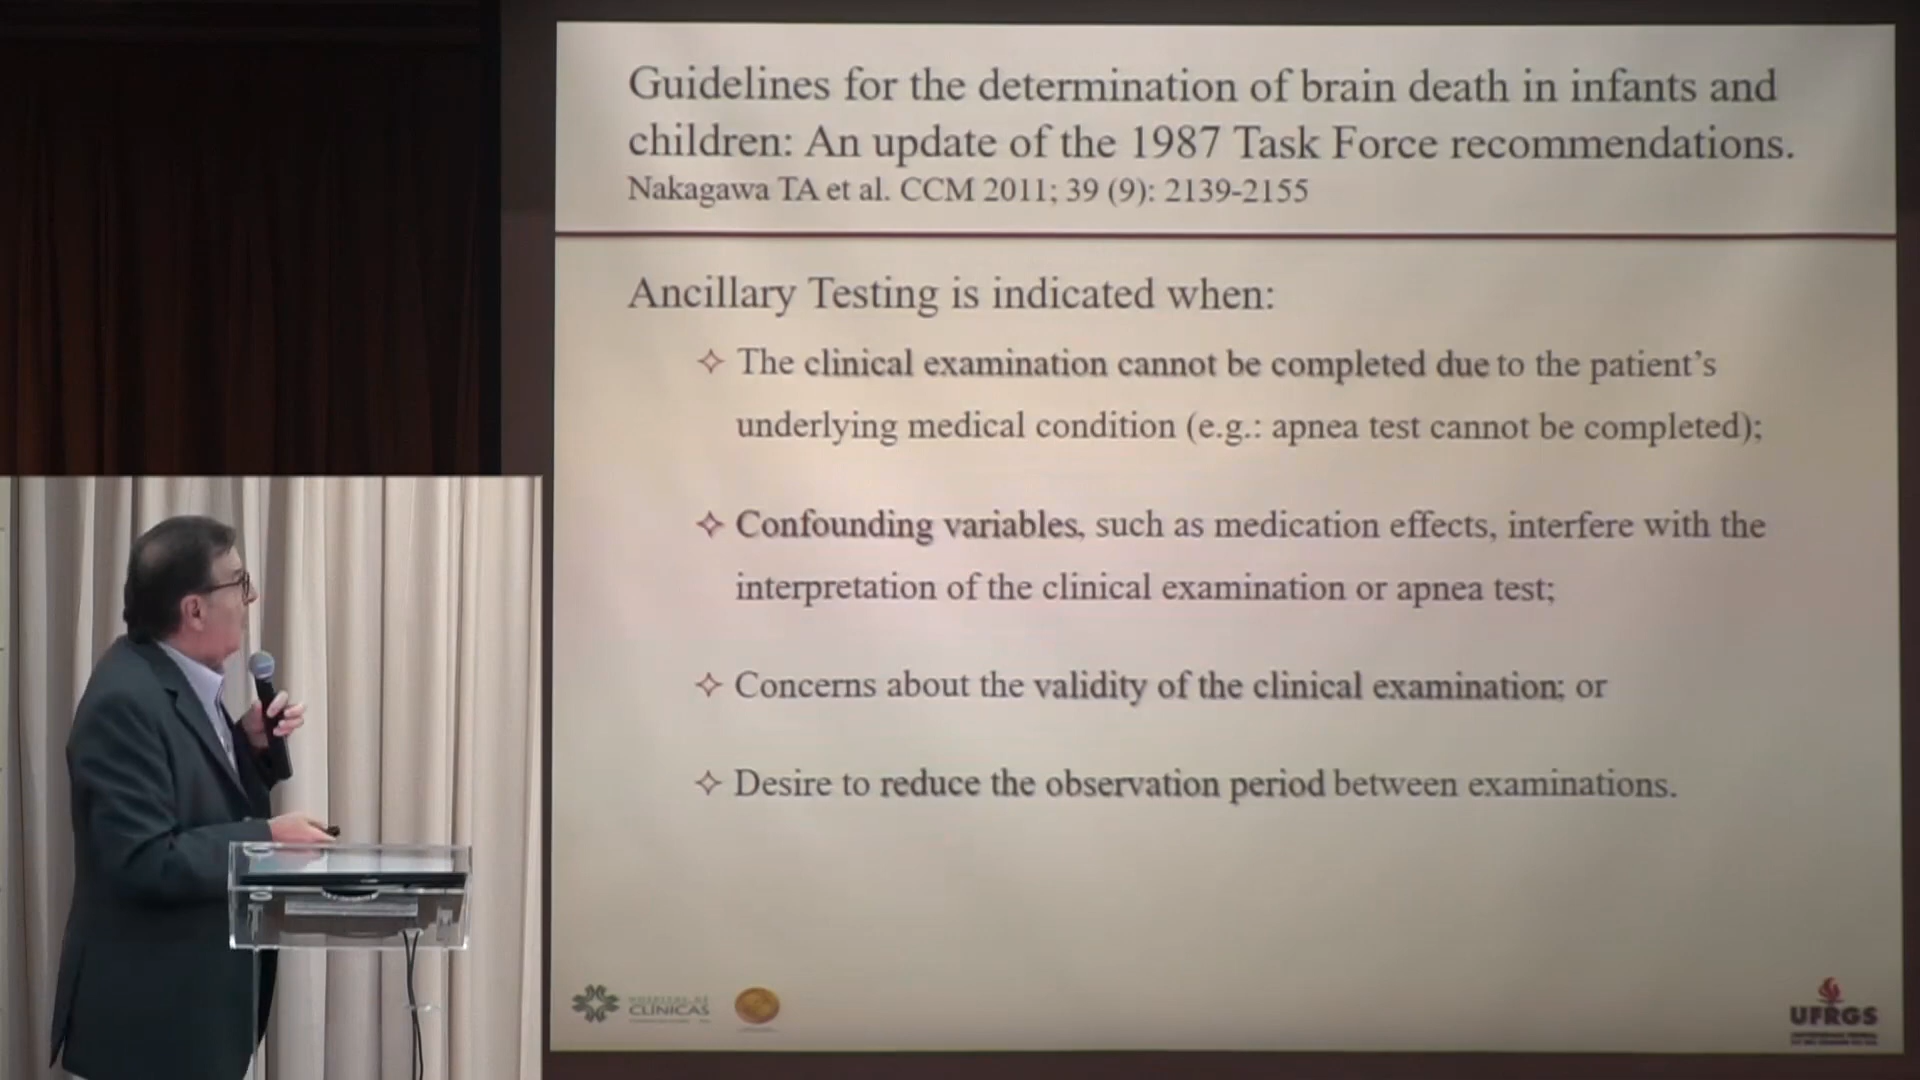 Guidelines for the determination of brain death in infants and
children: An update of the 1987 Task Force recommendations.
Nakagawa TA et al. CCM 2011; 39 (9): 2139-2155
Ancillary Testing is indicated when:
The clinical examination cannot be completed due to the patient’s
underlying medical condition (e.g.: apnea test cannot be completed);
Confounding variables, such as medication effects, interfere with the
interpretation of the clinical examination or apnea test;
Concerns about the validity of the clinical examination; or
Desire to reduce the observation period between examinations.
CLINICAS
UFRGS